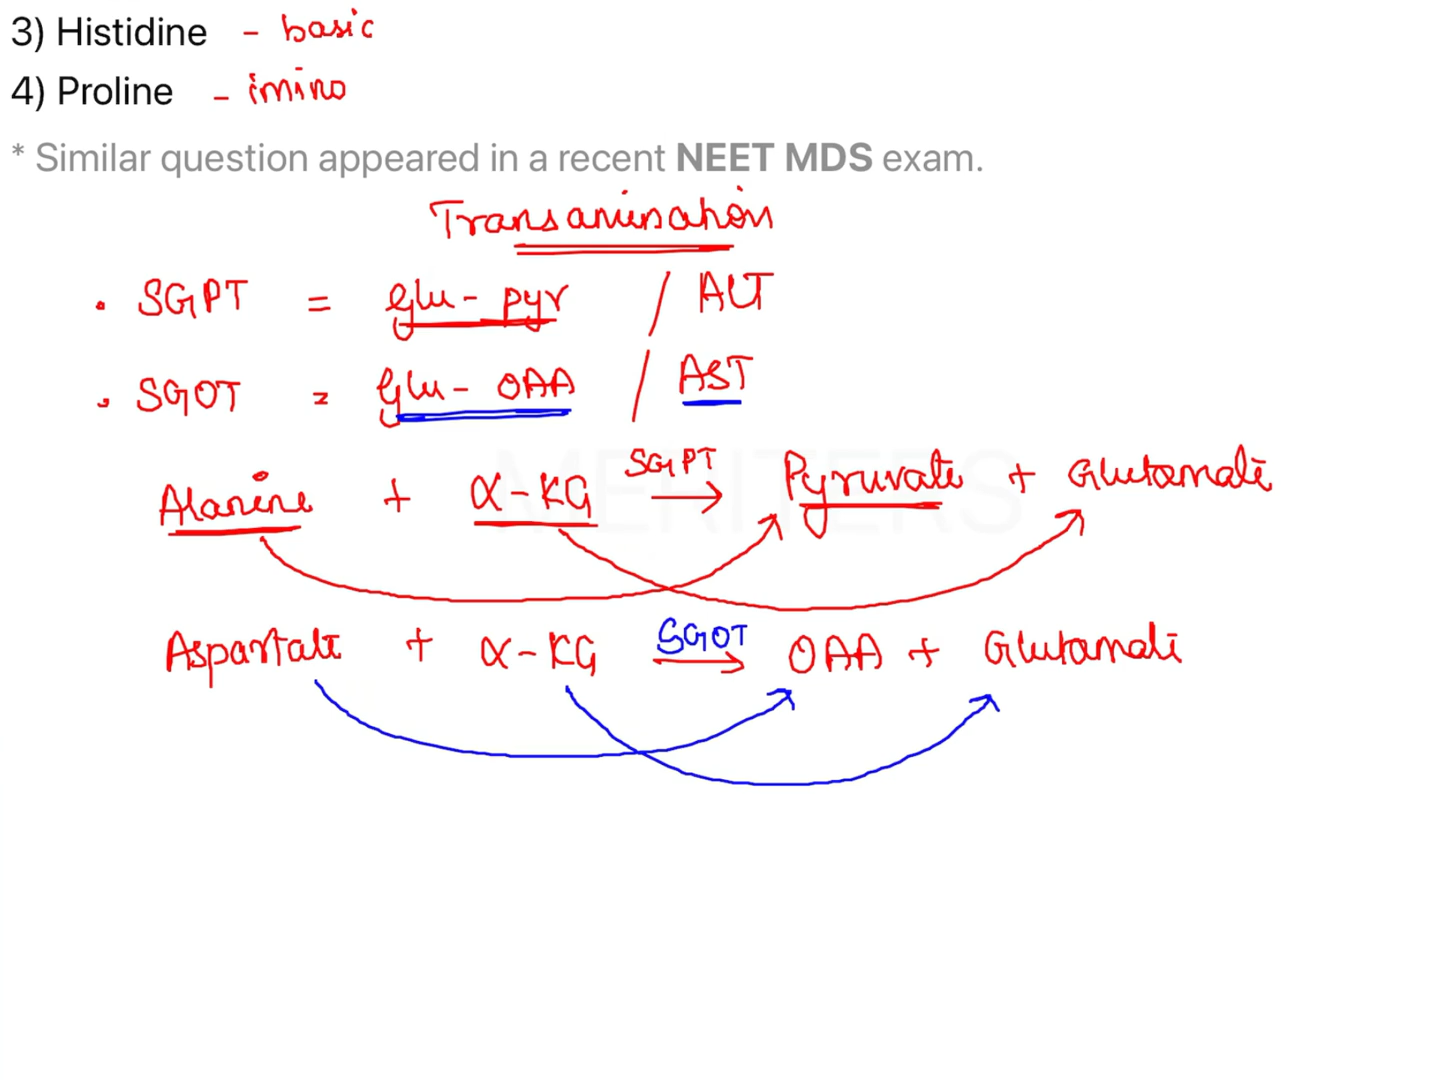 3) Histidine - basic
4) Proline - imino
* Similar question appeared in a recent NEET MDS exam.
Transamination
• SGPT = glu - pyr / ALT
• SGOT = Glu - OAA / AST
Alanine + α-KG SGPT → Pyruvate + Glutamate
Aspartate + α-KG SGOT → OAA + Glutamate
MERITERS